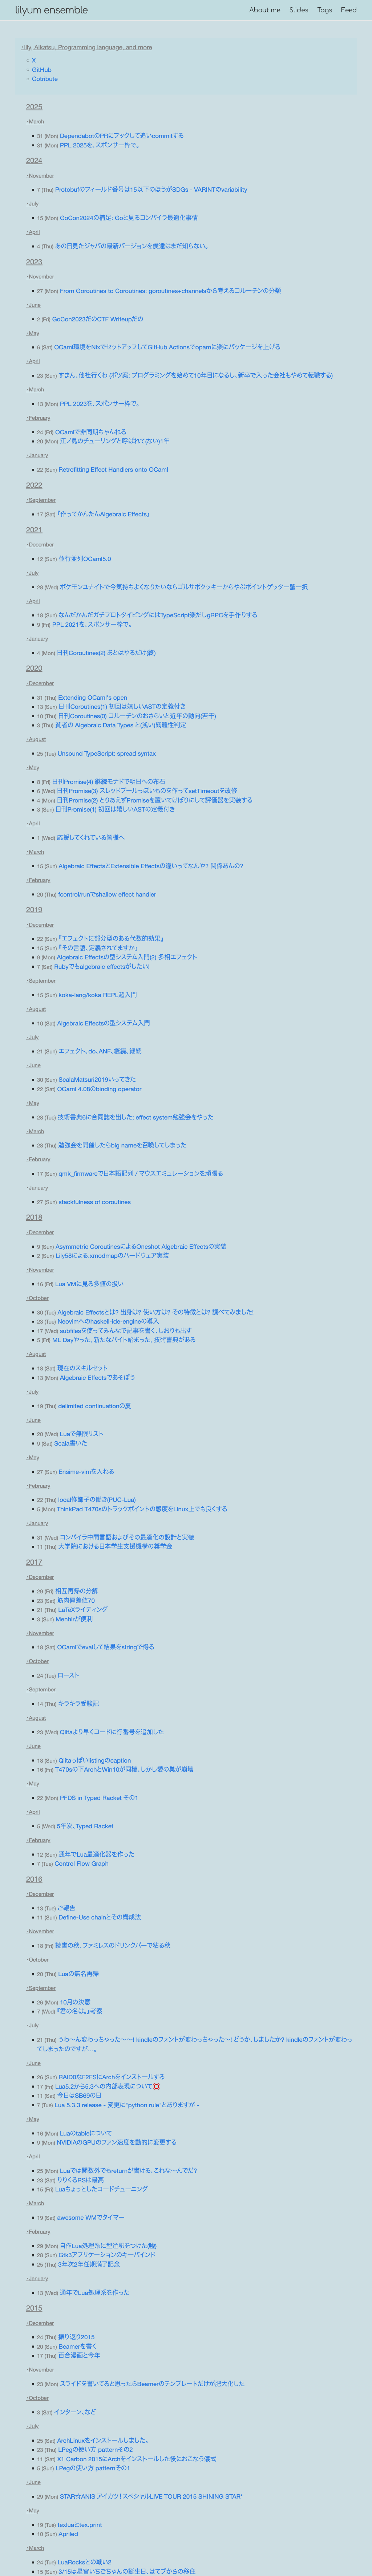 lilyum ensemble
About me
Slides
Tags
Feed
·lily, Aikatsu, Programming language, and more
X
GitHub
Cotribute
2025
·March
31 (Mon) DependabotのPRにフックして追いcommitする
31 (Mon) PPL 2025を、スポンサー枠で。
2024
·November
7 (Thu) Protobufのフィールド番号は15以下のほうがSDGs - VARINTのvariability
·July
15 (Mon) GoCon2024の補足: Goと見るコンパイラ最適化事情
·April
4 (Thu) あの日見たジャバの最新バージョンを僕達はまだ知らない。
2023
·November
27 (Mon) From Qoroutines to Coroutines: goroutines+channelsから考えるコルーチンの分類
·June
2 (Fri) GoCon2023だのCTF Writeupだの
·May
6 (Sat) OCaml環境をNixでセットアップしてGitHub Actionsでopamに楽にパッケージを上げる
·April
23 (Sun) すまん、他社行くわ (ボツ案: プログラミングを始めて10年目になるし、新卒で入った会社もやめて転職する)
·March
13 (Mon) PPL 2023を、スポンサー枠で。
·February
24 (Fri) OCamlで非同期ちゃんねる
20 (Mon) 江ノ島のチューリングと呼ばれて(ない)1年
·January
22 (Sun) Retrofitting Effect Handlers onto OCaml
2022
·September
17 (Sat) 『作ってかんたんAlgebraic Effects』
2021
·December
12 (Sun) 並行並列OCaml5.0
·July
28 (Wed) ポケモンユナイトで今気持ちよくなりたいならゴルサポクッキーからやぶポイントゲッター蟹一択
·April
18 (Sun) なんだかんだガチプロトタイピングにはTypeScript楽だしgRPCを手作りする
9 (Fri) PPL 2021を、スポンサー枠で。
·January
4 (Mon) 日刊Coroutines(2) あとはやるだけ(終)
2020
·December
31 (Thu) Extending OCaml's open
13 (Sun) 日刊Coroutines(1) 初回は嬉しいASTの定義付き
10 (Thu) 日刊Coroutines(0) コルーチンのおさらいと近年の動向(若干)
3 (Thu) 賢者の Algebraic Data Types と(浅い)網羅性判定
·August
25 (Tue) Unsound TypeScript: spread syntax
·May
8 (Fri) 日刊Promise(4) 継続モナドで明日への布石
6 (Wed) 日刊Promise(3) スレッドプールっぽいものを作ってsetTimeoutを改修
4 (Mon) 日刊Promise(2) とりあえずPromiseを置いてけぼりにして評価器を実装する
3 (Sun) 日刊Promise(1) 初回は嬉しいASTの定義付き
·April
1 (Wed) 応援してくれている皆様へ
·March
15 (Sun) Algebraic EffectsとExtensible Effectsの違いってなんや? 関係あんの?
·February
20 (Thu) fcontrol/runでshallow effect handler
2019
·December
22 (Sun) 『エフェクトに部分型のある代数的効果』
15 (Sun) 『その言語、定義されてますか』
9 (Mon) Algebraic Effectsの型システム入門(2) 多相エフェクト
7 (Sat) Rubyでもalgebraic effectsがしたい!
·September
15 (Sun) koka-lang/koka REPL超入門
·August
10 (Sat) Algebraic Effectsの型システム入門
·July
21 (Sun) エフェクト、do、ANF、継続、継続
·June
30 (Sun) ScalaMatsuri2019いってきた
22 (Sat) OCaml 4.08のbinding operator
·May
28 (Tue) 技術書典6に合同誌を出した; effect system勉強会をやった
·March
28 (Thu) 勉強会を開催したらbig nameを召喚してしまった
·February
17 (Sun) qmk_firmwareで日本語配列 / マウスエミュレーションを頑張る
·January
27 (Sun) stackfulness of coroutines
2018
·December
9 (Sun) Asymmetric CoroutinesによるOneshot Algebraic Effectsの実装
2 (Sun) Lily58による.xmodmapのハードウェア実装
·November
16 (Fri) Lua VMに見る多値の扱い
·October
30 (Tue) Algebraic Effectsとは? 出身は? 使い方は? その特徴とは? 調べてみました!
23 (Tue) Neovimへのhaskell-ide-engineの導入
17 (Wed) subfilesを使ってみんなで記事を書く、しおりも出す
5 (Fri) ML Dayやった、新たなバイト始まった, 技術書典がある
·August
18 (Sat) 現在のスキルセット
13 (Mon) Algebraic Effectsであそぼう
·July
19 (Thu) delimited continuationの夏
·June
20 (Wed) Luaで無限リスト
9 (Sat) Scala書いた
·May
27 (Sun) Ensime-vimを入れる
·February
22 (Thu) local修飾子の働き(PUC-Lua)
5 (Mon) ThinkPad T470sのトラックポイントの感度をLinux上でも良くする
·January
31 (Wed) コンパイラ中間言語およびその最適化の設計と実装
11 (Thu) 大学院における日本学生支援機構の奨学金
2017
·December
29 (Fri) 相互再帰の分解
23 (Sat) 筋肉偏差値70
21 (Thu) LaTeXライティング
3 (Sun) Menhirが便利
·November
18 (Sat) OCamlでevalして結果をstringで得る
·October
24 (Tue) ロースト
·September
14 (Thu) キラキラ受験記
·August
23 (Wed) Qiitaより早くコードに行番号を追加した
·June
18 (Sun) Qiitaっぽいlistingのcaption
16 (Fri) T470sの下ArchとWin10が同棲、しかし愛の巣が崩壊
·May
22 (Mon) PFDS in Typed Racket その1
·April
5 (Wed) 5年次、Typed Racket
·February
12 (Sun) 週年でLua最適化器を作った
7 (Tue) Control Flow Graph
2016
·December
13 (Tue) ご報告
11 (Sun) Define-Use chainとその構成法
·November
18 (Fri) 読書の秋、ファミレスのドリンクバーで粘る秋
·October
20 (Thu) Luaの無名再帰
·September
26 (Mon) 10月の決意
7 (Wed) 『君の名は。』考察
·July
21 (Thu) うわ〜ん変わっちゃった〜〜! kindleのフォントが変わっちゃった〜! どうか、しましたか? kindleのフォントが変わっ
てしまったのですが…。
·June
26 (Sun) RAID0なF2FSにArchをインストールする
17 (Fri) Lua5.2から5.3への内部表現について💢
11 (Sat) 今日はSB69の日
7 (Tue) Lua 5.3.3 release - 変更に"python rule"とありますが -
·May
16 (Mon) Luaのtableについて
9 (Mon) NVIDIAのGPUのファン速度を動的に変更する
·April
25 (Mon) Luaでは関数外でもreturnが書ける、これな〜んでだ?
23 (Sat) りりくるRSは最高
15 (Fri) Luaちょっとしたコードチューニング
·March
19 (Sat) awesome WMでタイマー
·February
29 (Mon) 自作Lua処理系に型注釈をつけた(嘘)
28 (Sun) Gtk3アプリケーションのキーバインド
25 (Thu) 3年次2年任期満了記念
·January
13 (Wed) 週年でLua処理系を作った
2015
·December
24 (Thu) 振り返り2015
20 (Sun) Beamerを書く
17 (Thu) 百合漫画と今年
·November
23 (Mon) スライドを書いてると思ったらBeamerのテンプレートだけが肥大化した
·October
3 (Sat) インターン、など
·July
25 (Sat) ArchLinuxをインストールしました。
23 (Thu) LPegの使い方 patternその2
11 (Sat) X1 Carbon 2015にArchをインストールした後におこなう儀式
5 (Sun) LPegの使い方 patternその1
·June
29 (Mon) STAR☆ANIS アイカツ!スペシャルLIVE TOUR 2015 SHINING STAR*
·May
19 (Tue) texluaとtex.print
10 (Sun) Apriled
·March
24 (Tue) LuaRocksとの戦い2
15 (Sun) 3/15は星宮いちごちゃんの誕生日、はてブからの移住